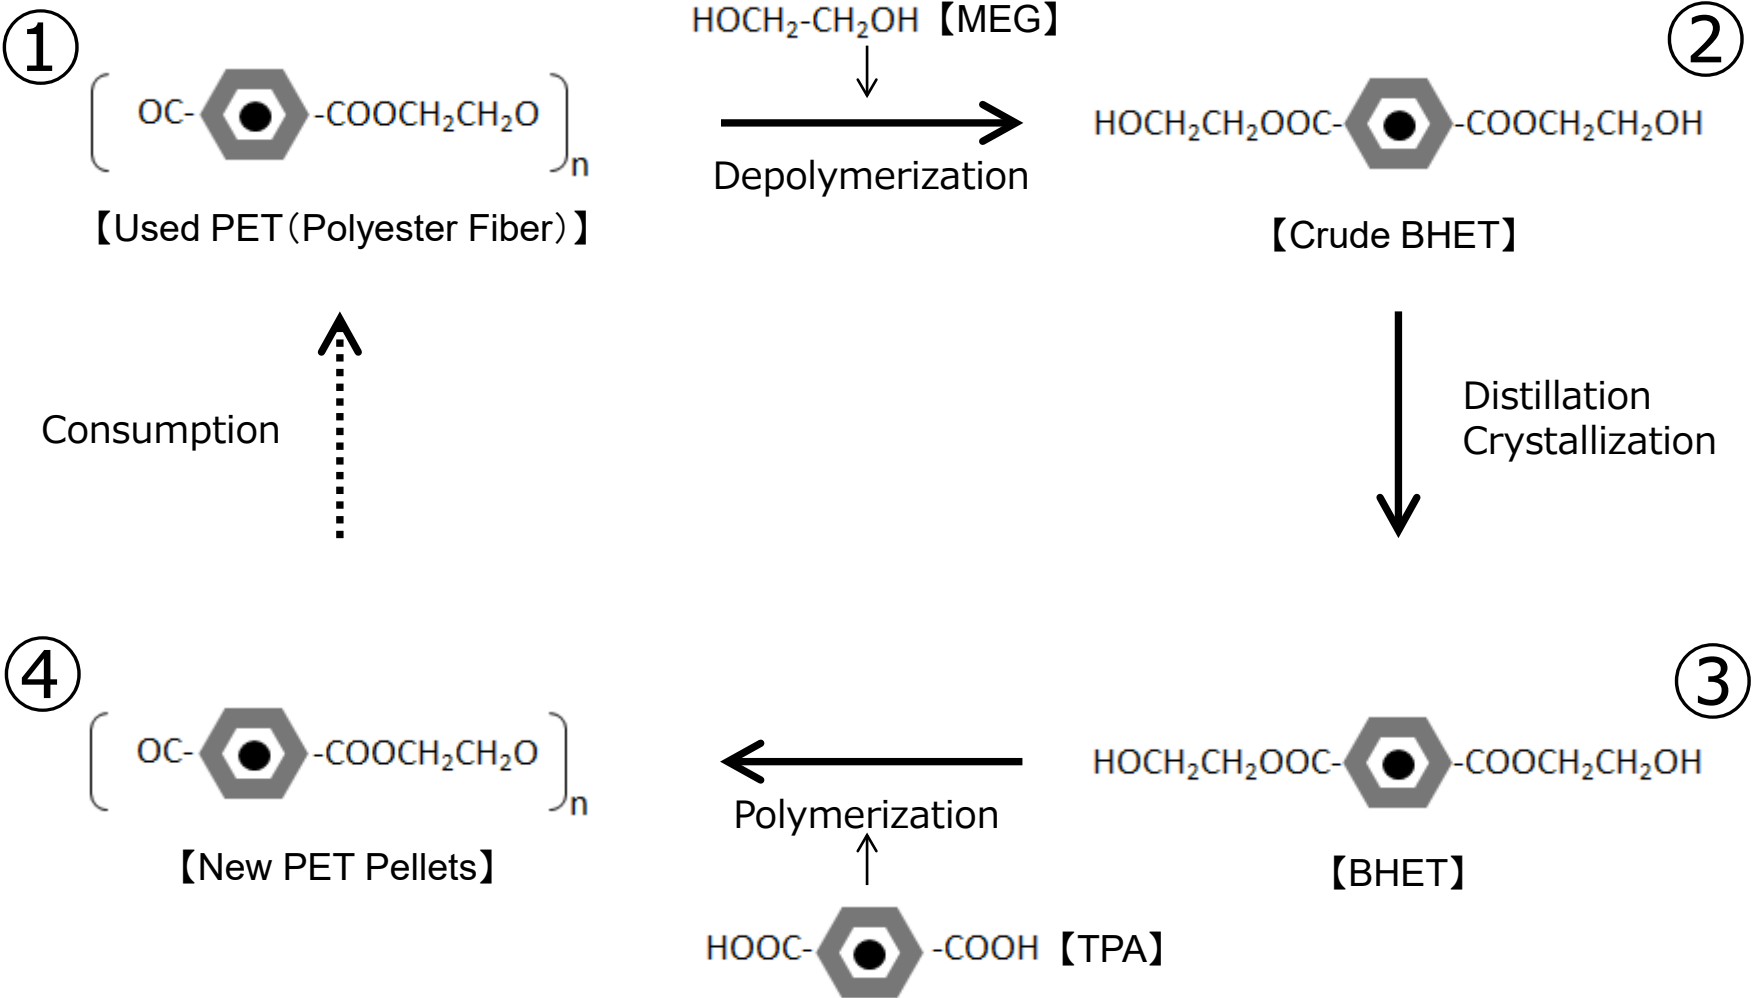 ①
HOCH₂-CH₂OH【MEG】
②
OC- -COOCH₂CH₂O n
HOCH₂CH₂OOC- -COOCH₂CH₂OH
Depolymerization
【Used PET（Polyester Fiber）】
【Crude BHET】
Consumption
Distillation
Crystallization
④
③
OC- -COOCH₂CH₂O n
HOCH₂CH₂OOC- -COOCH₂CH₂OH
Polymerization
【New PET Pellets】
【BHET】
HOOC- -COOH【TPA】